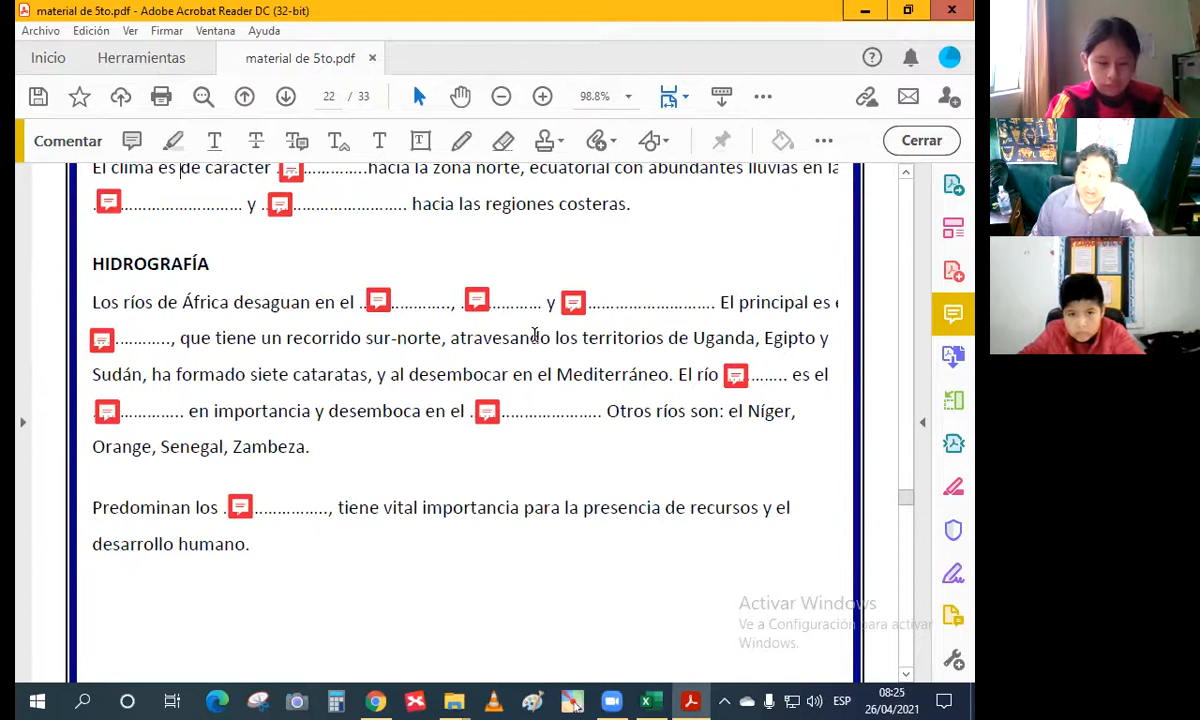 material de 5to.pdf - Adobe Acrobat Reader DC (32-bit)
Archivo Edición Ver Firmar Ventana Ayuda
Inicio Herramientas material de 5to.pdf
22 / 33 98.8%
Comentar Cerrar
El clima es de carácter .............hacia la zona norte, ecuatorial con abundantes lluvias en la
......................... y ........................ hacia las regiones costeras.
HIDROGRAFÍA
Los ríos de África desaguan en el .............., ............ y .......................... El principal es e
............, que tiene un recorrido sur-norte, atravesando los territorios de Uganda, Egipto y
Sudán, ha formado siete cataratas, y al desembocar en el Mediterráneo. El río ........ es el
............... en importancia y desemboca en el ..................... Otros ríos son: el Níger,
Orange, Senegal, Zambeza.
Predominan los ................, tiene vital importancia para la presencia de recursos y el
desarrollo humano.
Activar Windows
Ve a Configuración para activar
Windows.
ESP
08:25
26/04/2021